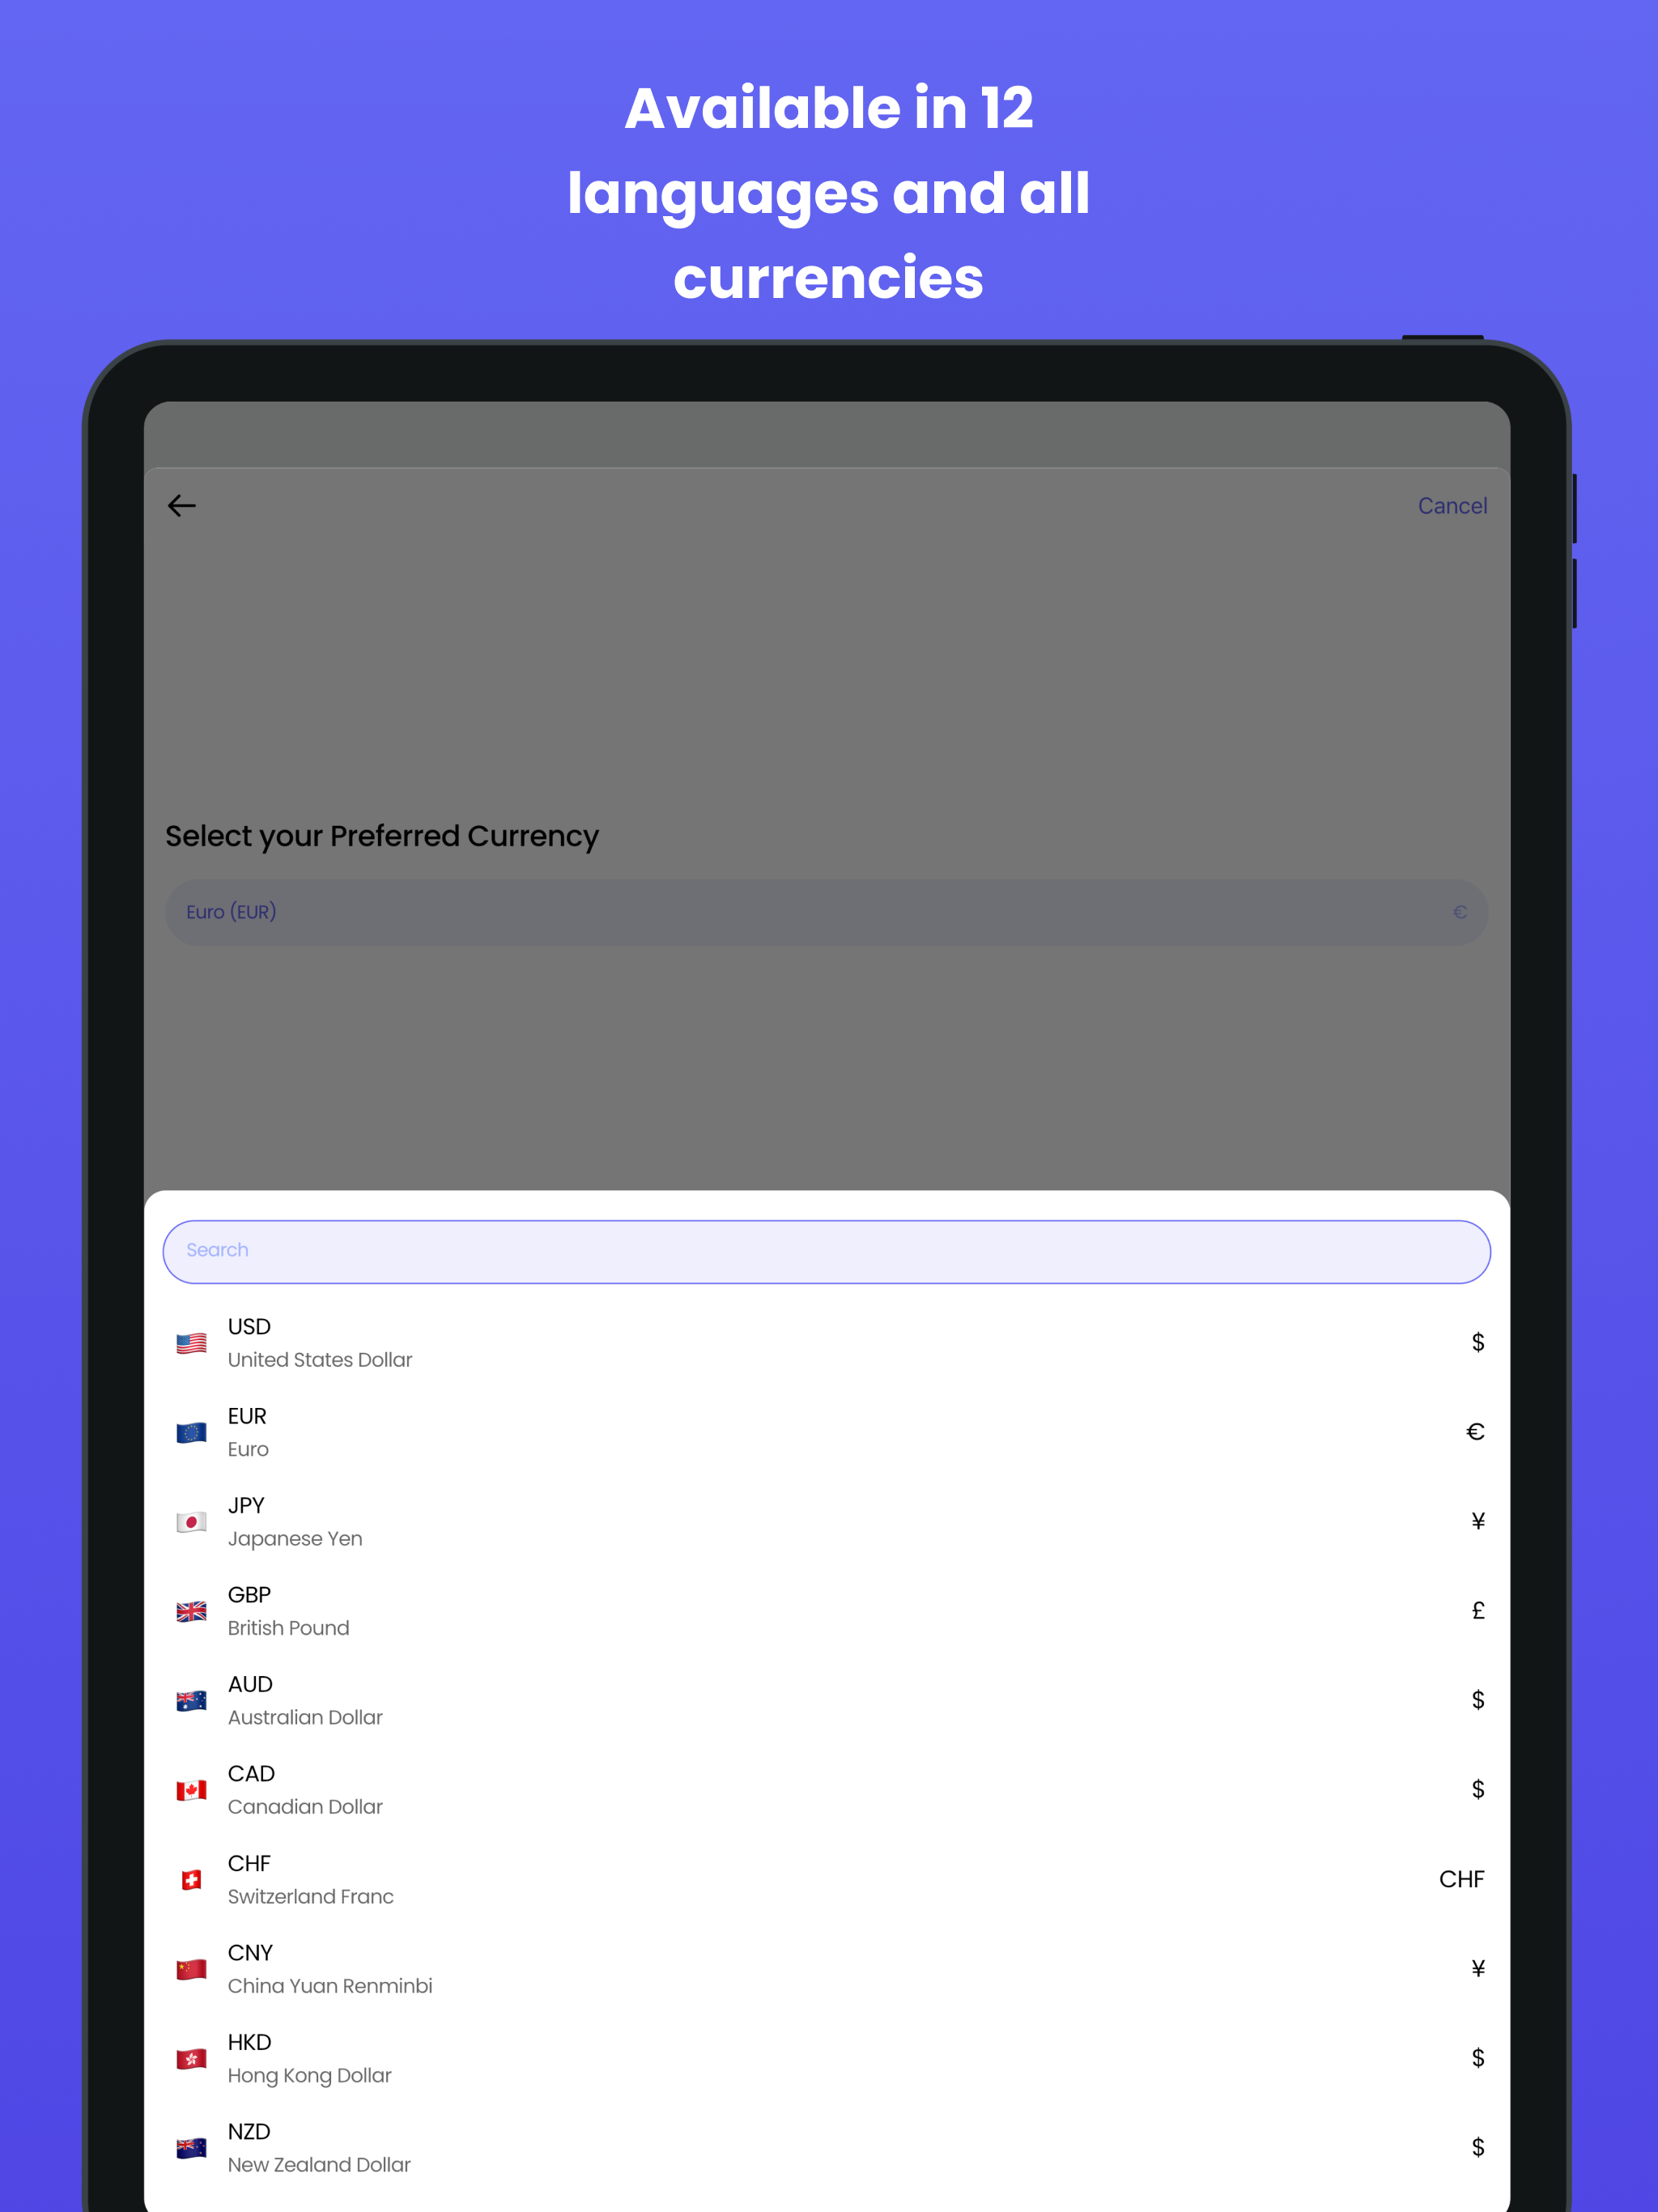 Available in 12
languages and all
currencies
Cancel
Select your Preferred Currency
Euro (EUR) €
Search
USD
United States Dollar
$
EUR
Euro
€
JPY
Japanese Yen
¥
GBP
British Pound
£
AUD
Australian Dollar
$
CAD
Canadian Dollar
$
CHF
Switzerland Franc
CHF
CNY
China Yuan Renminbi
¥
HKD
Hong Kong Dollar
$
NZD
New Zealand Dollar
$